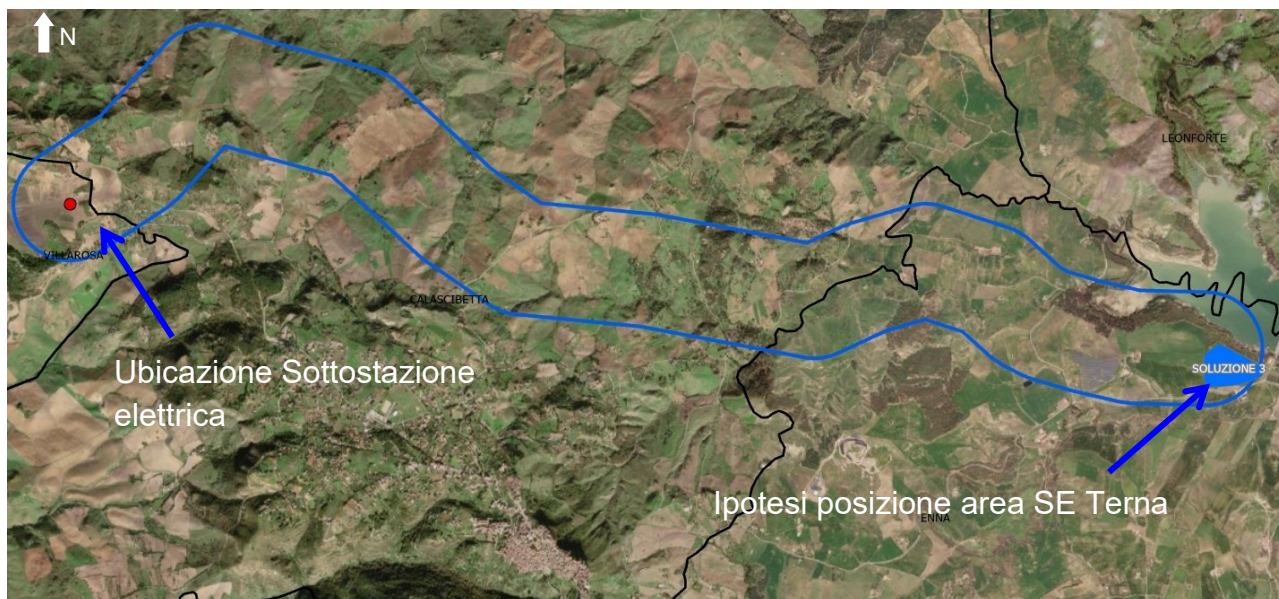 N
LEONFORTE
VILLAROSA
CALASCIBETTA
Ubicazione Sottostazione
elettrica
SOLUZIONE 3
Ipotesi posizione area SE Terna
ENNA